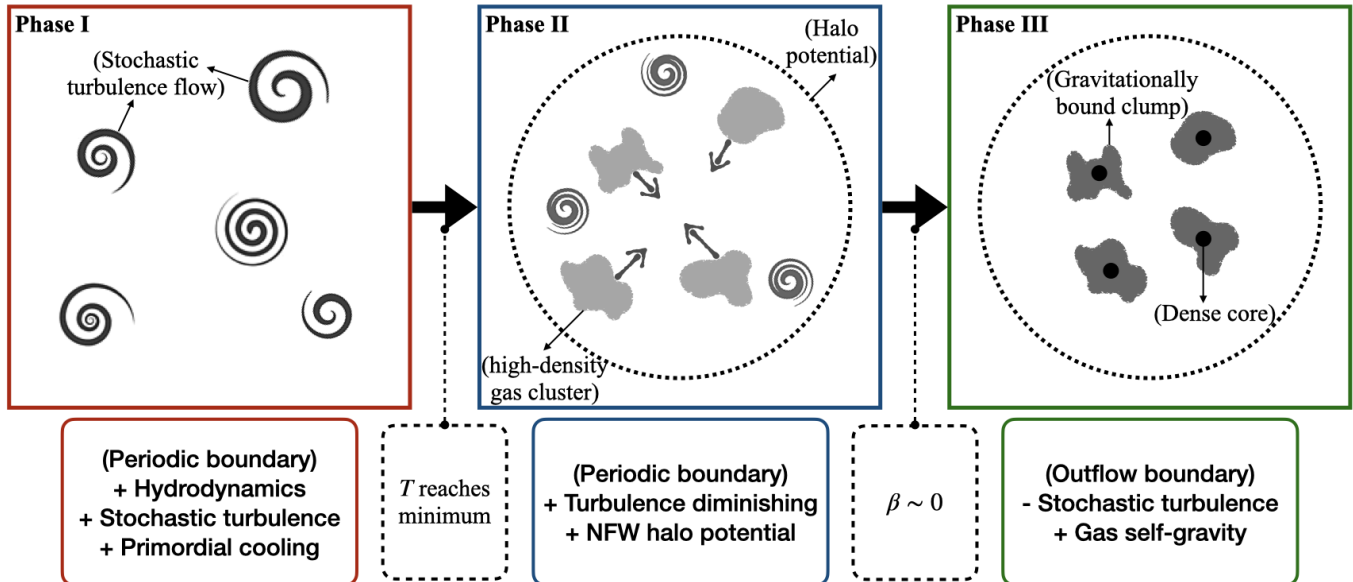 Phase I
(Stochastic
turbulence flow)
Phase II
(Halo
potential)
(high-density
gas cluster)
Phase III
(Gravitationally
bound clump)
(Dense core)
(Periodic boundary)
+ Hydrodynamics
+ Stochastic turbulence
+ Primordial cooling
T reaches
minimum
(Periodic boundary)
+ Turbulence diminishing
+ NFW halo potential
β ~ 0
(Outflow boundary)
- Stochastic turbulence
+ Gas self-gravity